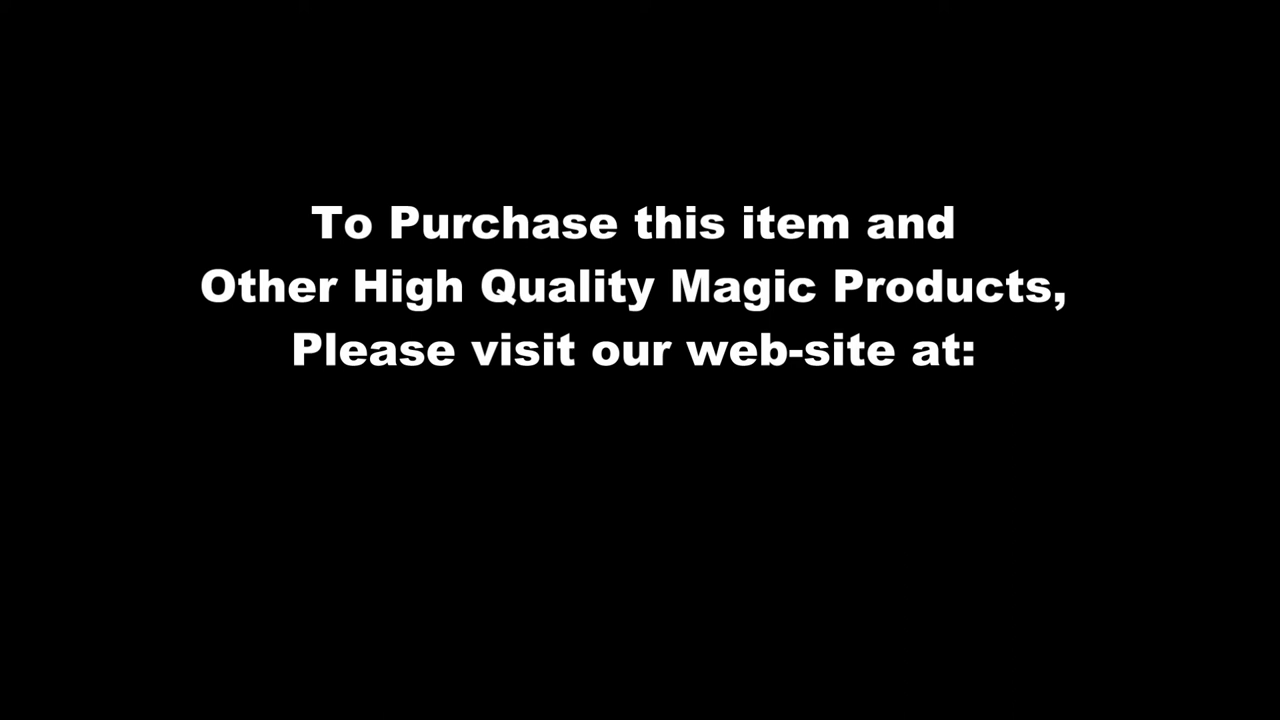 To Purchase this item and
Other High Quality Magic Products,
Please visit our web-site at: